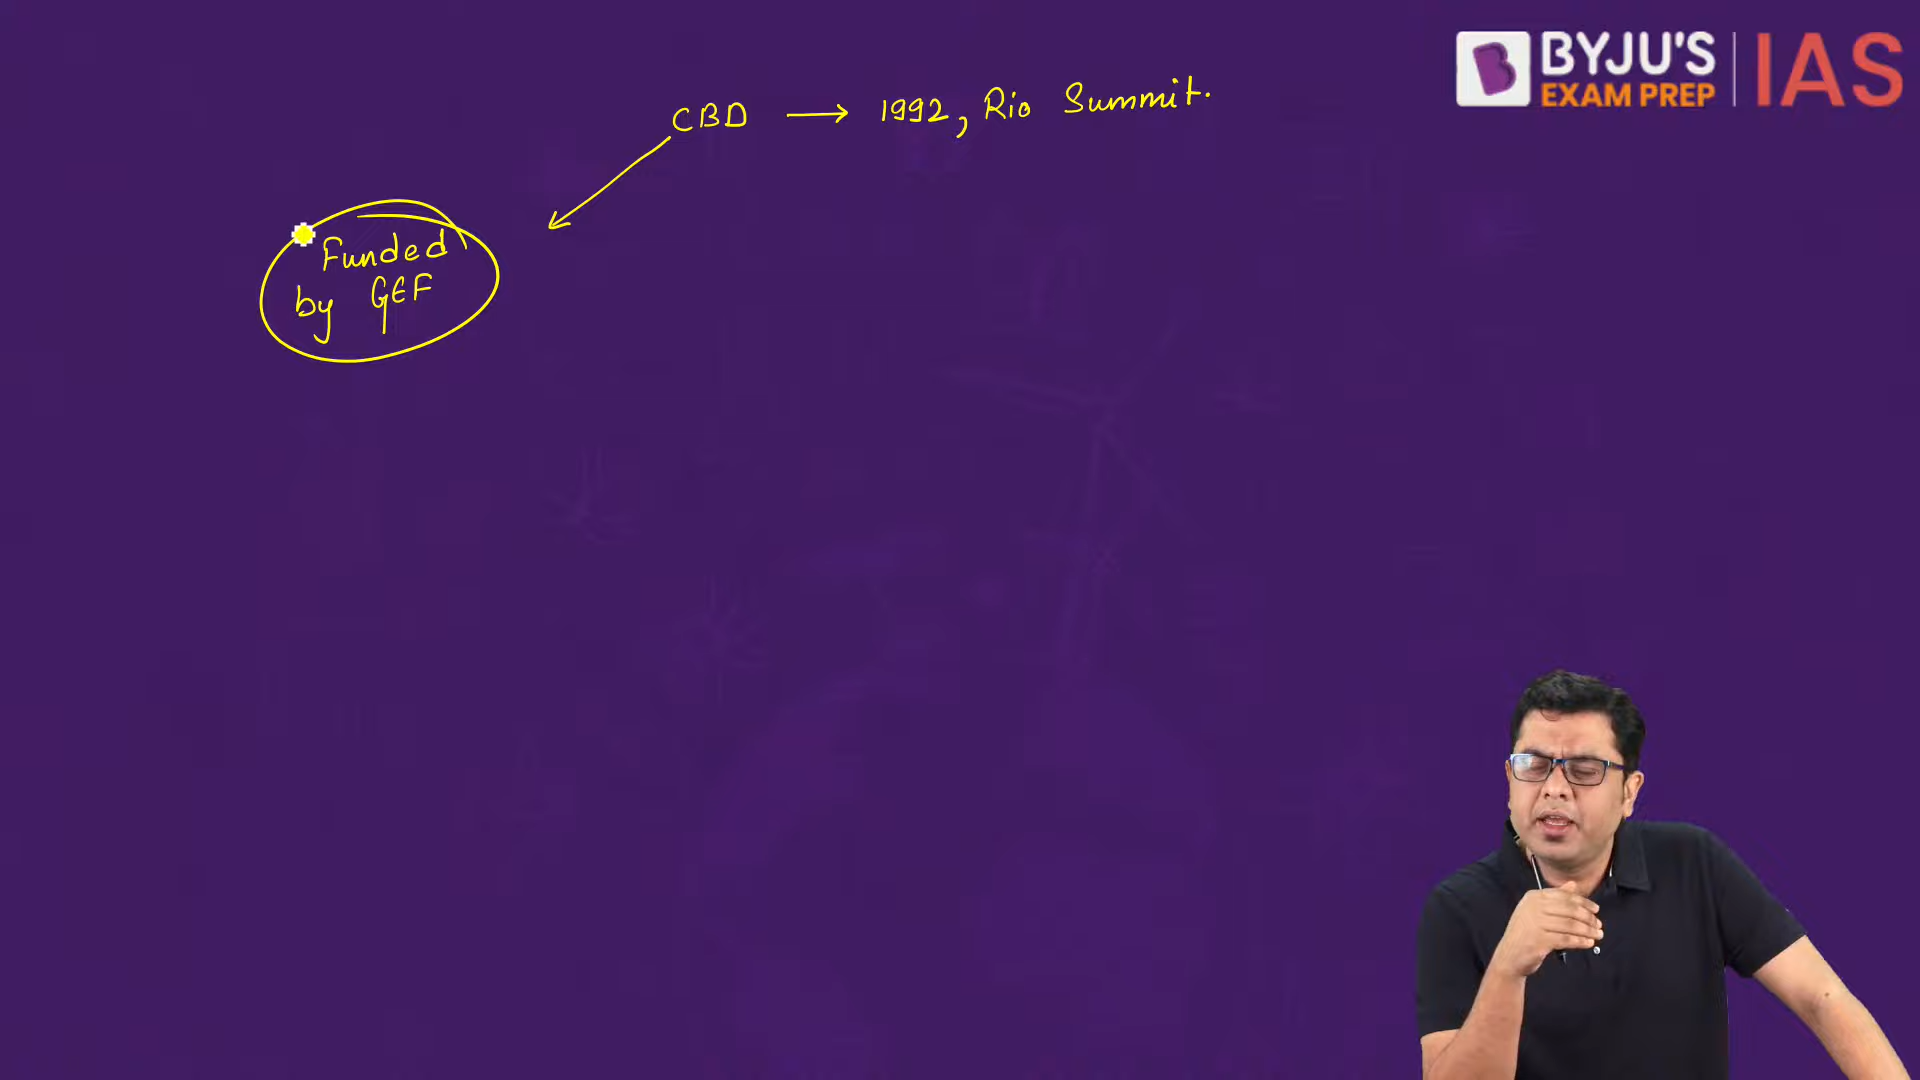 BYJU'S
EXAM PREP
IAS
CBD → 1992, Rio Summit.
Funded
by GEF